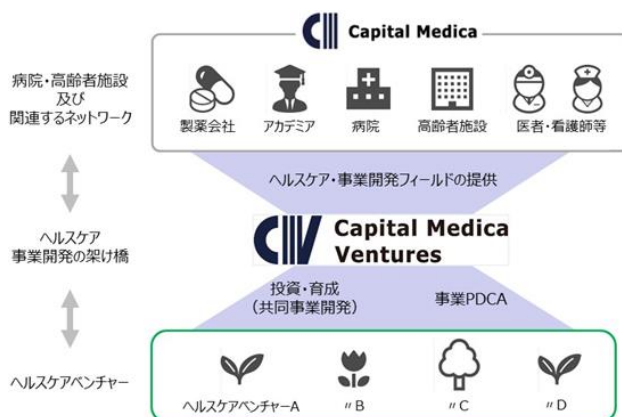 Capital Medica
病院・高齢者施設
及び
関連するネットワーク
製薬会社
アカデミア
病院
高齢者施設
医者・看護師等
ヘルスケア・事業開発フィールドの提供
ヘルスケア
事業開発の架け橋
Capital Medica
Ventures
投資・育成
（共同事業開発）
事業PDCA
ヘルスケアベンチャー
ヘルスケアベンチャーA
〃B
〃C
〃D